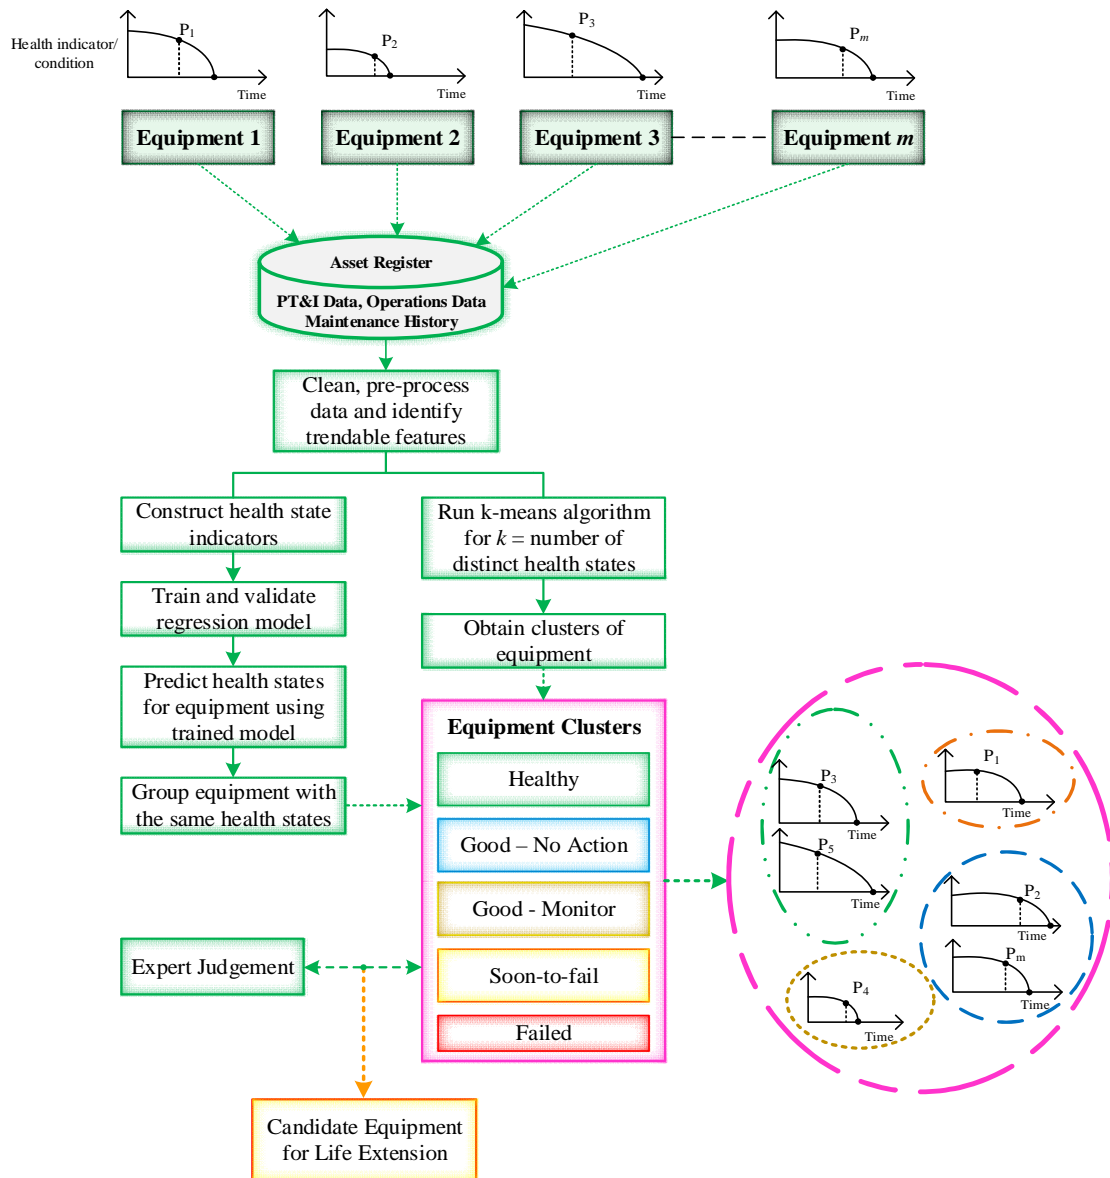 Health indicator/
condition
P1
Time
P2
Time
P3
Time
Pm
Time
Equipment 1
Equipment 2
Equipment 3
Equipment m
Asset Register
PT&I Data, Operations Data
Maintenance History
Clean, pre-process
data and identify
trendable features
Construct health state
indicators
Train and validate
regression model
Predict health states
for equipment using
trained model
Group equipment with
the same health states
Run k-means algorithm
for k = number of
distinct health states
Obtain clusters of
equipment
Equipment Clusters
Healthy
Good – No Action
Good - Monitor
Soon-to-fail
Failed
Expert Judgement
Candidate Equipment
for Life Extension
P3
Time
P5
Time
P1
Time
P2
Time
Pm
Time
P4
Time